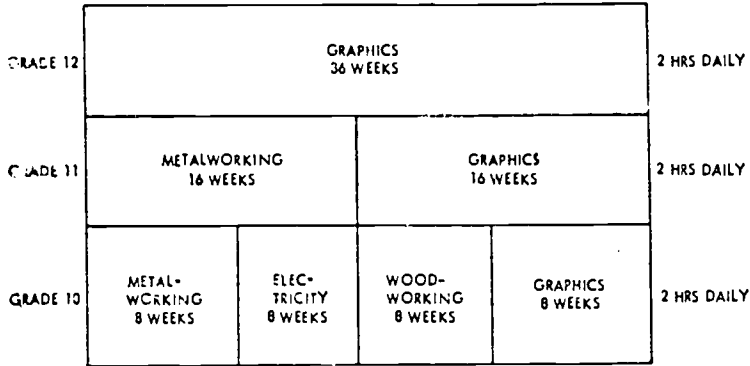 GRADE 12
GRAPHICS
36 WEEKS
2 HRS DAILY
GRADE 11
METALWORKING
16 WEEKS
GRAPHICS
16 WEEKS
2 HRS DAILY
GRADE 10
METAL-
WORKING
8 WEEKS
ELEC-
TRICITY
8 WEEKS
WOOD-
WORKING
8 WEEKS
GRAPHICS
8 WEEKS
2 HRS DAILY